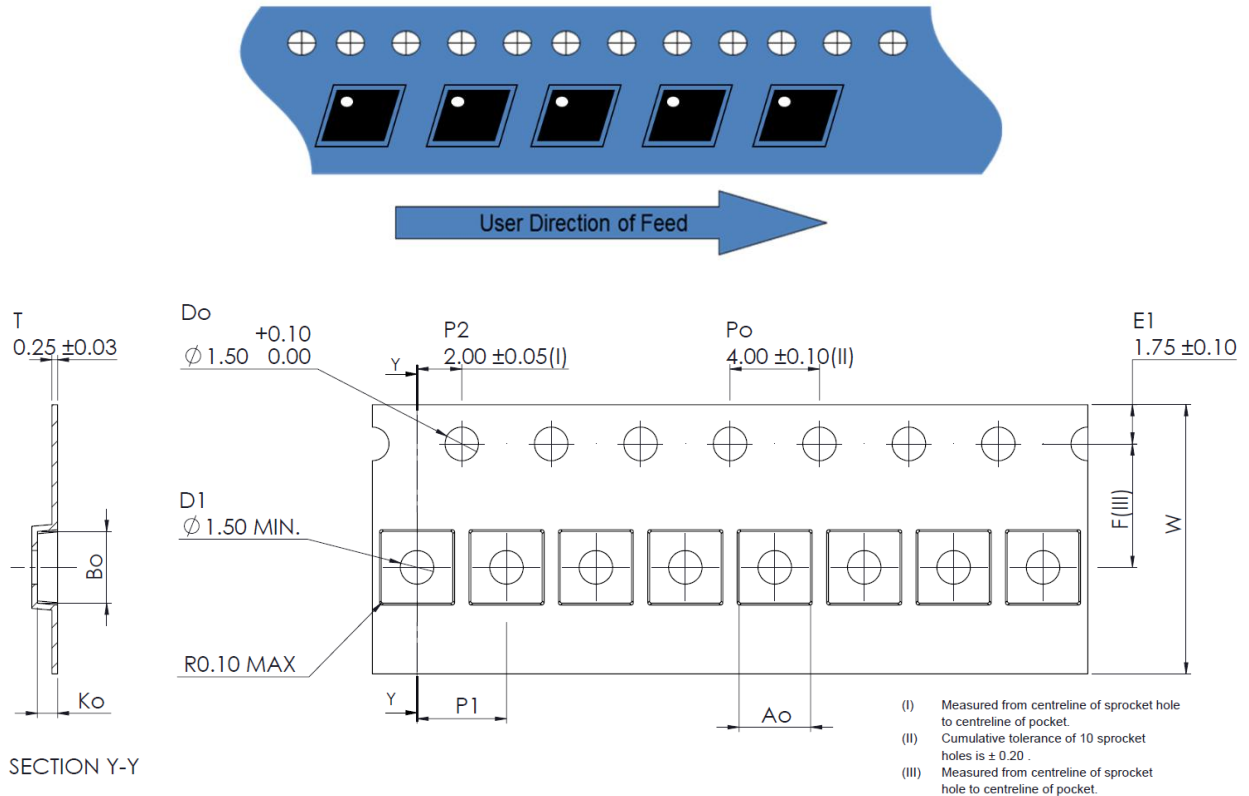 User Direction of Feed
T
0.25 ±0.03
Do
+0.10
∅ 1.50 0.00
P2
2.00 ±0.05(I)
Po
4.00 ±0.10(II)
E1
1.75 ±0.10
Y
D1
∅ 1.50 MIN.
F(III)
W
Bo
R0.10 MAX
Ko
Y
P1
Ao
SECTION Y-Y
(I) Measured from centreline of sprocket hole
to centreline of pocket.
(II) Cumulative tolerance of 10 sprocket
holes is ± 0.20 .
(III) Measured from centreline of sprocket
hole to centreline of pocket.